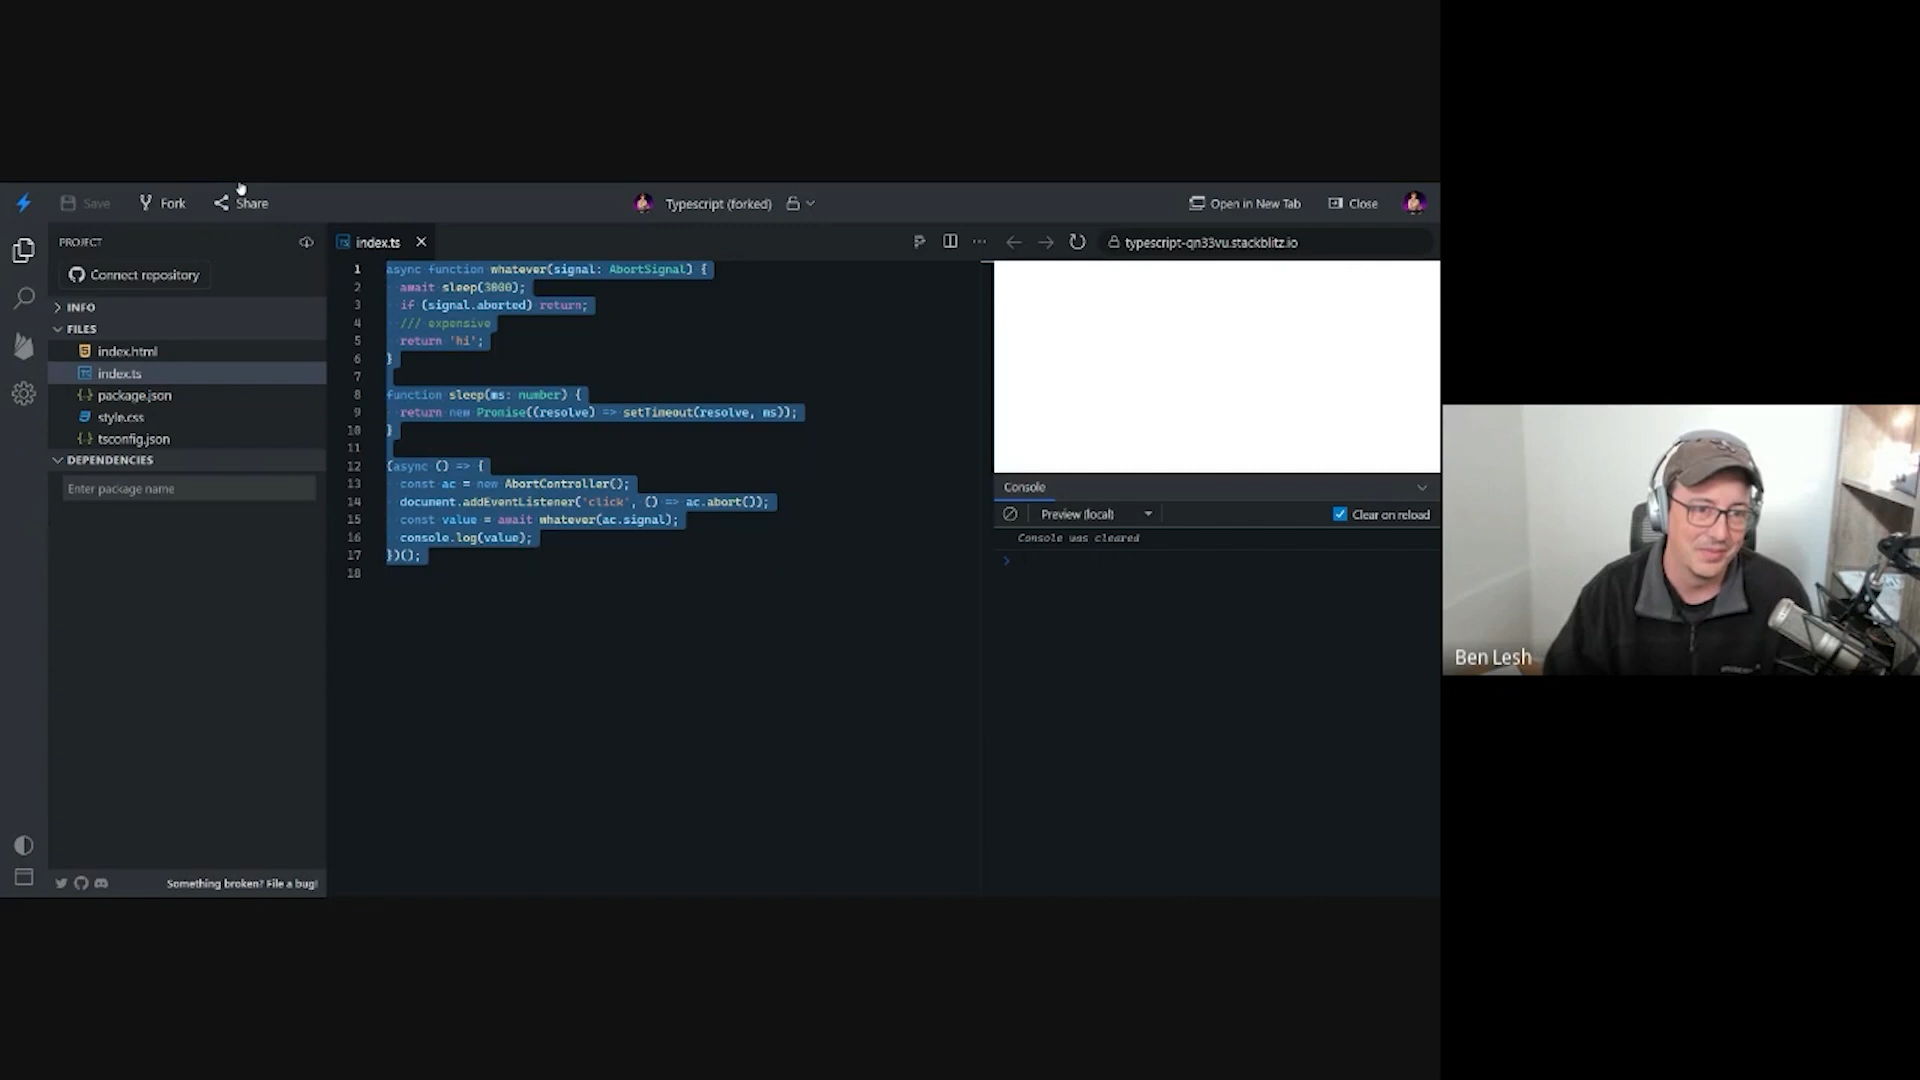 Save Fork Share Typescript (forked) Open in New Tab Close
PROJECT index.ts typescript-qn33vu.stackblitz.io
Connect repository
INFO
FILES
index.html
index.ts
package.json
style.css
tsconfig.json
DEPENDENCIES
Enter package name
1 async function whatever(signal: AbortSignal) {
2 await sleep(3000);
3 if (signal.aborted) return;
4 /// expensive
5 return 'hi';
6 }
7
8 function sleep(ms: number) {
9 return new Promise((resolve) => setTimeout(resolve, ms));
10 }
11
12 (async () => {
13 const ac = new AbortController();
14 document.addEventListener('click', () => ac.abort());
15 const value = await whatever(ac.signal);
16 console.log(value);
17 })();
18
Console
Preview (local) Clear on reload
Console was cleared
Something broken? File a bug!
Ben Lesh